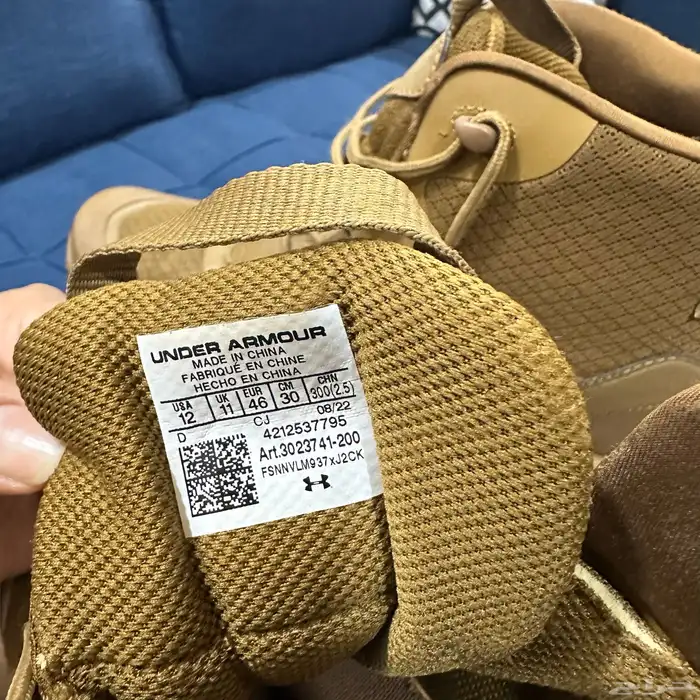 UNDER ARMOUR
MADE IN CHINA
FABRIQUÉ EN CHINE
HECHO EN CHINA
USA UK EUR CM CHN
12 11 46 30 300(2.5)
D CJ 08/22
4212537795
Art.3023741-200
FSNNVLM937xJ2CK